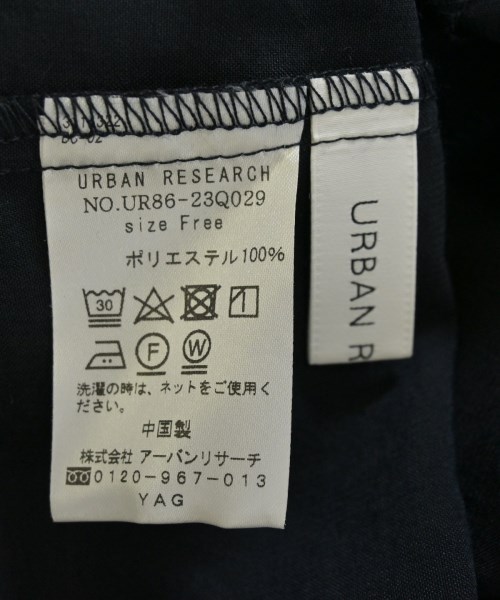 URBAN RESEARCH
NO.UR86-23Q029
size Free
ポリエステル100%
30
F W
洗濯の時は、ネットをご使用く
ださい。
中国製
株式会社 アーバンリサーチ
0120-967-013
YAG
URBAN R